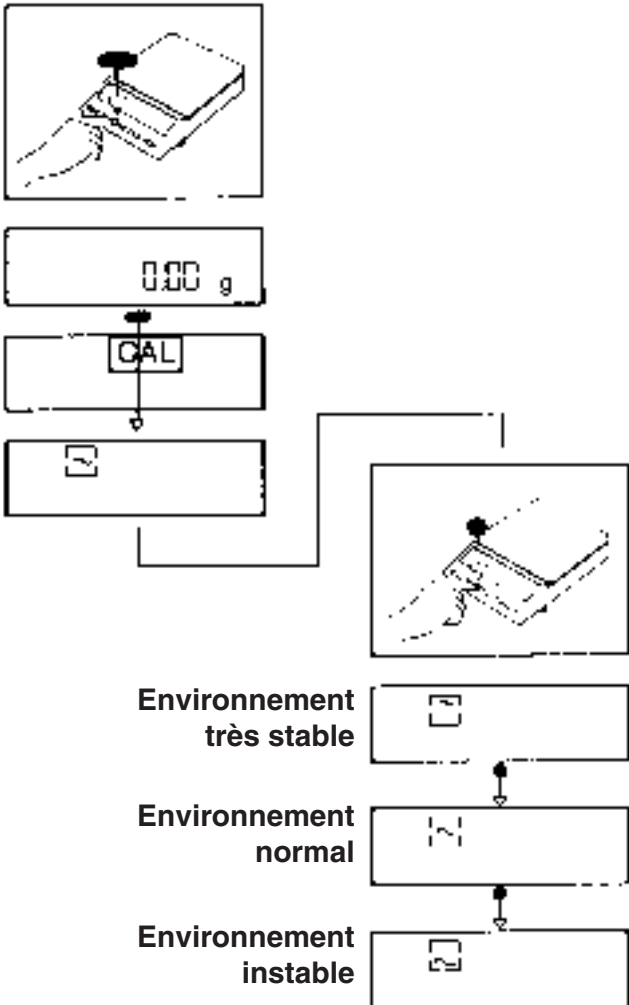 0.00 g
CAL
Environnement
très stable
Environnement
normal
Environnement
instable